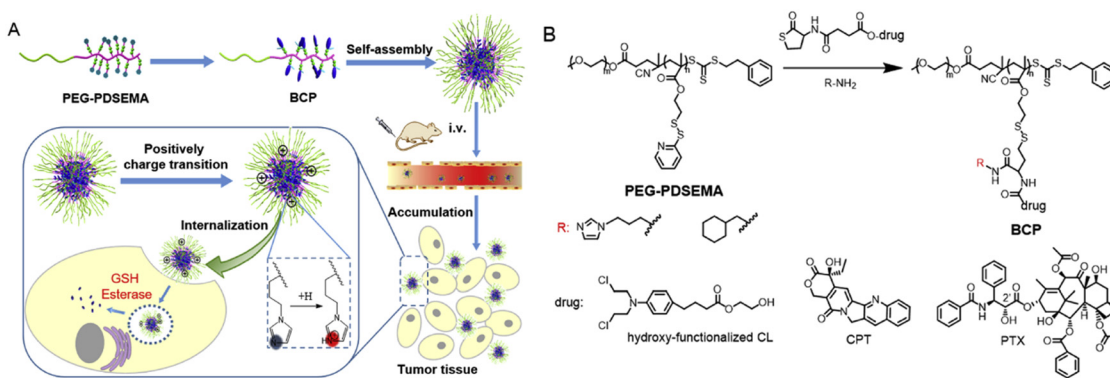 A
PEG-PDSEMA
BCP
Self-assembly
i.v.
Positively
charge transition
Internalization
GSH
Esterase
+H
Accumulation
Tumor tissue
B
PEG-PDSEMA
R-NH2
BCP
R:
drug:
hydroxy-functionalized CL
CPT
PTX